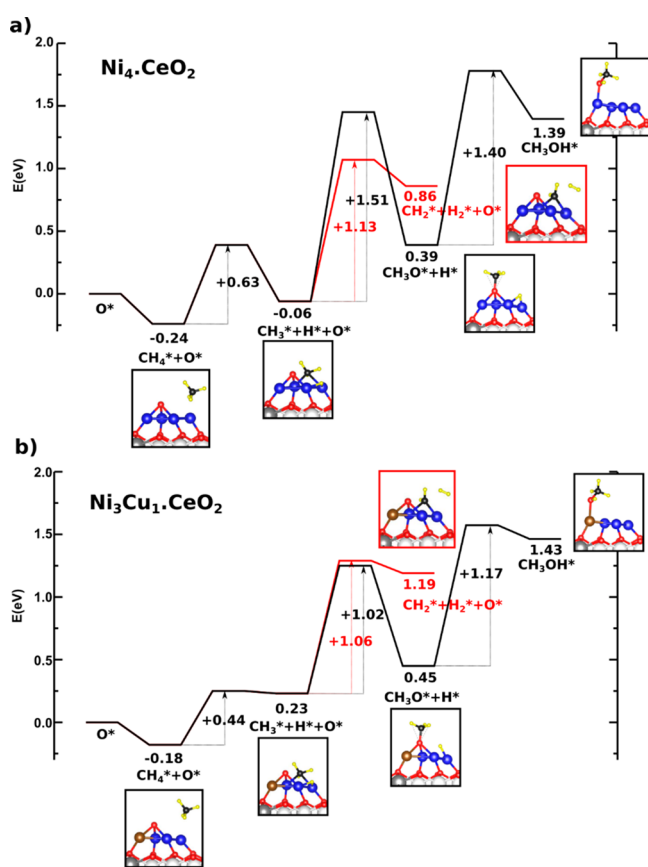 a)
Ni₄.CeO₂
E(eV)
2.0
1.5
1.0
0.5
0.0
O*
-0.24
CH₄*+O*
+0.63
-0.06
CH₃*+H*+O*
+1.51
+1.13
0.86
CH₂*+H₂*+O*
0.39
CH₃O*+H*
+1.40
1.39
CH₃OH*
b)
Ni₃Cu₁.CeO₂
E(eV)
2.0
1.5
1.0
0.5
0.0
O*
-0.18
CH₄*+O*
+0.44
0.23
CH₃*+H*+O*
+1.02
+1.06
1.19
CH₂*+H₂*+O*
0.45
CH₃O*+H*
+1.17
1.43
CH₃OH*